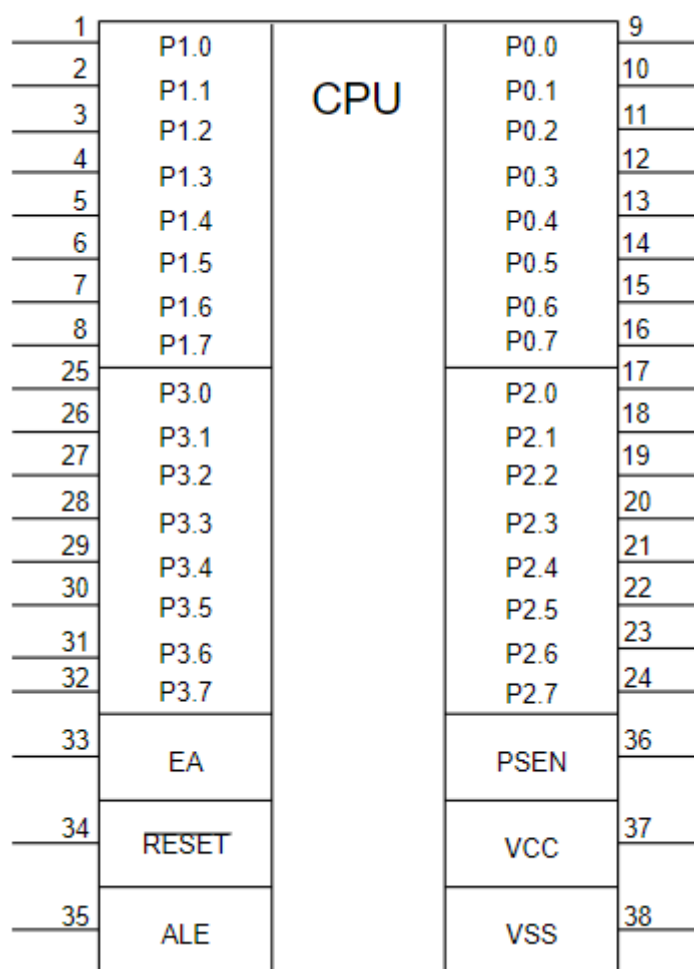 1 P1.0 CPU P0.0 9
2 P1.1 P0.1 10
3 P1.2 P0.2 11
4 P1.3 P0.3 12
5 P1.4 P0.4 13
6 P1.5 P0.5 14
7 P1.6 P0.6 15
8 P1.7 P0.7 16
25 P3.0 P2.0 17
26 P3.1 P2.1 18
27 P3.2 P2.2 19
28 P3.3 P2.3 20
29 P3.4 P2.4 21
30 P3.5 P2.5 22
31 P3.6 P2.6 23
32 P3.7 P2.7 24
33 EA PSEN 36
34 RESET VCC 37
35 ALE VSS 38